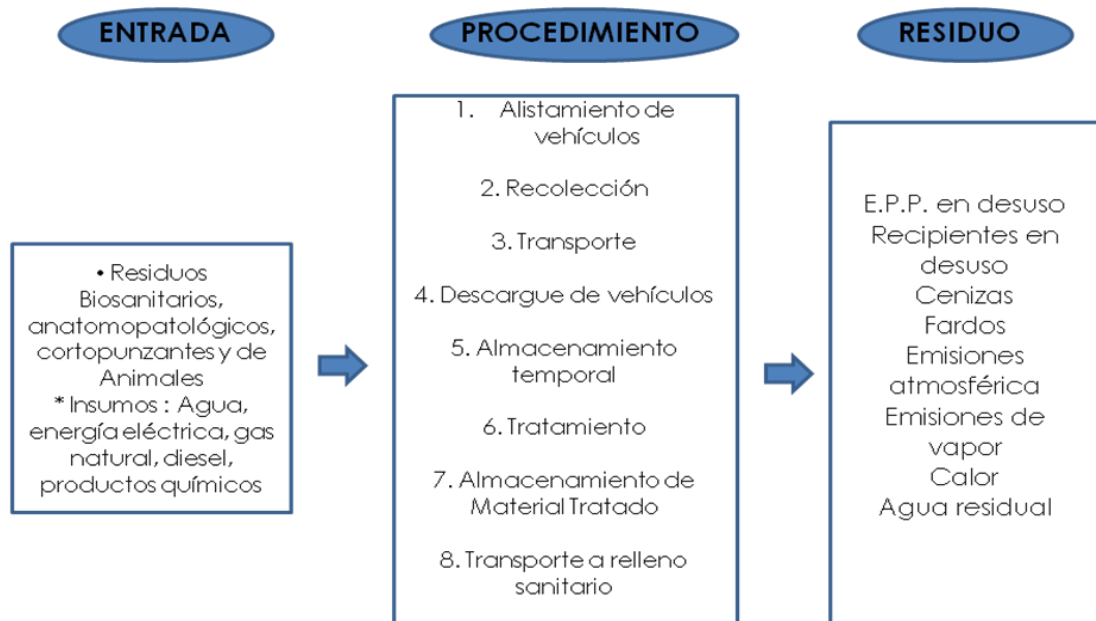 ENTRADA
• Residuos
Biosanitarios,
anatomopatológicos,
cortopunzantes y de
Animales
* Insumos : Agua,
energía eléctrica, gas
natural, diesel,
productos químicos
PROCEDIMIENTO
1. Alistamiento de
vehículos
2. Recolección
3. Transporte
4. Descargue de vehículos
5. Almacenamiento
temporal
6. Tratamiento
7. Almacenamiento de
Material Tratado
8. Transporte a relleno
sanitario
RESIDUO
E.P.P. en desuso
Recipientes en
desuso
Cenizas
Fardos
Emisiones
atmosférica
Emisiones de
vapor
Calor
Agua residual